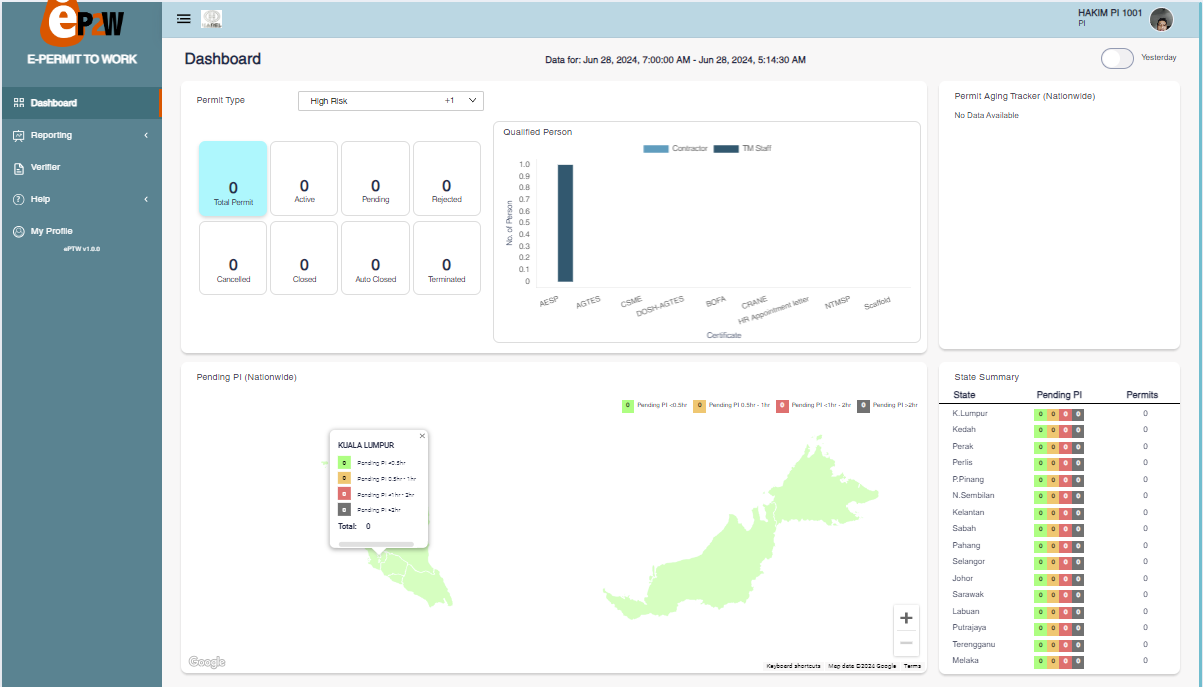 eP2W
E-PERMIT TO WORK
Dashboard
Reporting
Verifier
Help
My Profile
ePTW v1.0.0
HAKIM PI 1001
PI
Dashboard
Data for: Jun 28, 2024, 7:00:00 AM - Jun 28, 2024, 5:14:30 AM
Yesterday
Permit Type
High Risk +1
0
Total Permit
0
Active
0
Pending
0
Rejected
0
Cancelled
0
Closed
0
Auto Closed
0
Terminated
Qualified Person
Contractor TM Staff
No. of Person
1.0
0.9
0.8
0.7
0.6
0.5
0.4
0.3
0.2
0.1
0
AESP AGTES CSME DOSH-AGTES BOFA CRANE HR Appointment letter NTMSP Scaffold
Certificate
Permit Aging Tracker (Nationwide)
No Data Available
Pending PI (Nationwide)
0 Pending PI <0.5hr 0 Pending PI 0.5hr - 1hr 0 Pending PI <1hr - 2hr 0 Pending PI >2hr
KUALA LUMPUR
0 Pending PI <0.5hr
0 Pending PI 0.5hr - 1hr
0 Pending PI <1hr - 2hr
0 Pending PI >2hr
Total: 0
Google
Keyboard shortcuts Map data ©2024 Google Terms
State Summary
State Pending PI Permits
K.Lumpur 0 0 0 0 0
Kedah 0 0 0 0 0
Perak 0 0 0 0 0
Perlis 0 0 0 0 0
P.Pinang 0 0 0 0 0
N.Sembilan 0 0 0 0 0
Kelantan 0 0 0 0 0
Sabah 0 0 0 0 0
Pahang 0 0 0 0 0
Selangor 0 0 0 0 0
Johor 0 0 0 0 0
Sarawak 0 0 0 0 0
Labuan 0 0 0 0 0
Putrajaya 0 0 0 0 0
Terengganu 0 0 0 0 0
Melaka 0 0 0 0 0